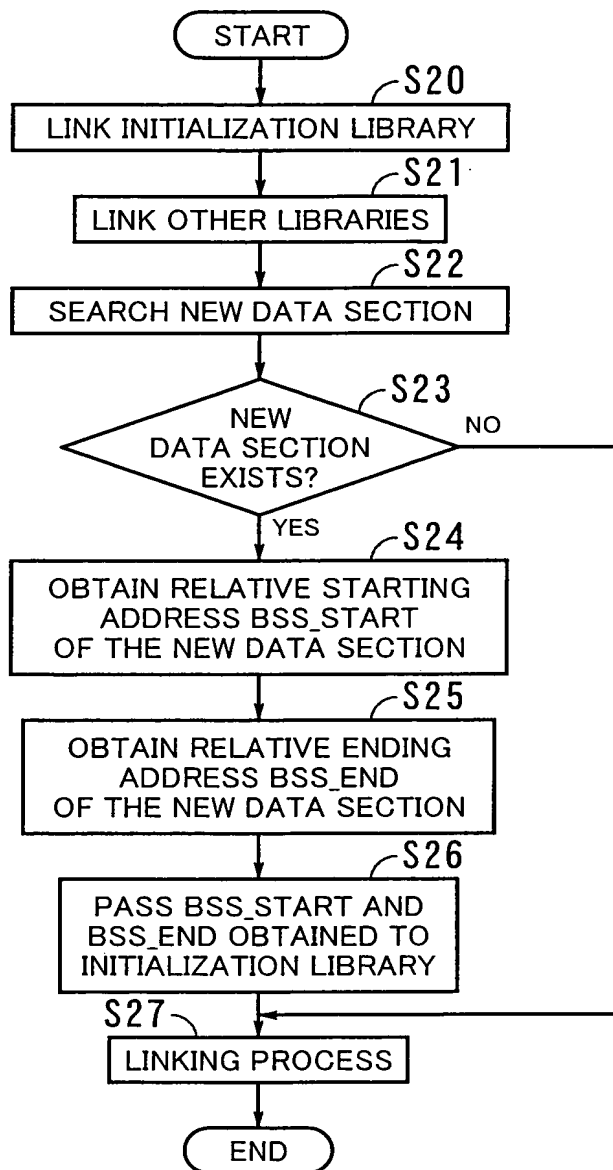 START
S20
LINK INITIALIZATION LIBRARY
S21
LINK OTHER LIBRARIES
S22
SEARCH NEW DATA SECTION
S23
NEW
DATA SECTION
EXISTS?
NO
YES
S24
OBTAIN RELATIVE STARTING
ADDRESS BSS_START
OF THE NEW DATA SECTION
S25
OBTAIN RELATIVE ENDING
ADDRESS BSS_END
OF THE NEW DATA SECTION
S26
PASS BSS_START AND
BSS_END OBTAINED TO
INITIALIZATION LIBRARY
S27
LINKING PROCESS
END